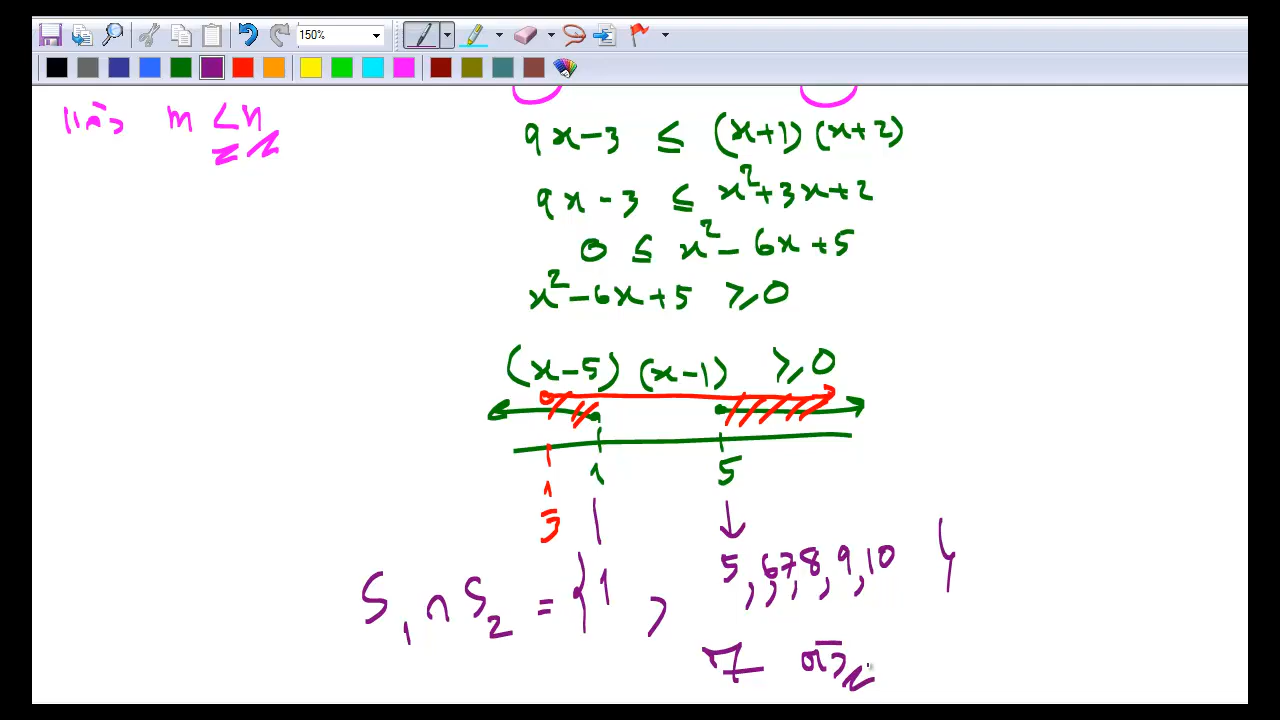 150%
แล้ว m < n
9x - 3 ≤ (x+1)(x+2)
9x - 3 ≤ x² + 3x + 2
0 ≤ x² - 6x + 5
x² - 6x + 5 ≥ 0
(x-5)(x-1) ≥ 0
1 5
1/3
S₁ ∩ S₂ = {1, 5, 6, 7, 8, 9, 10}
7 ตัว